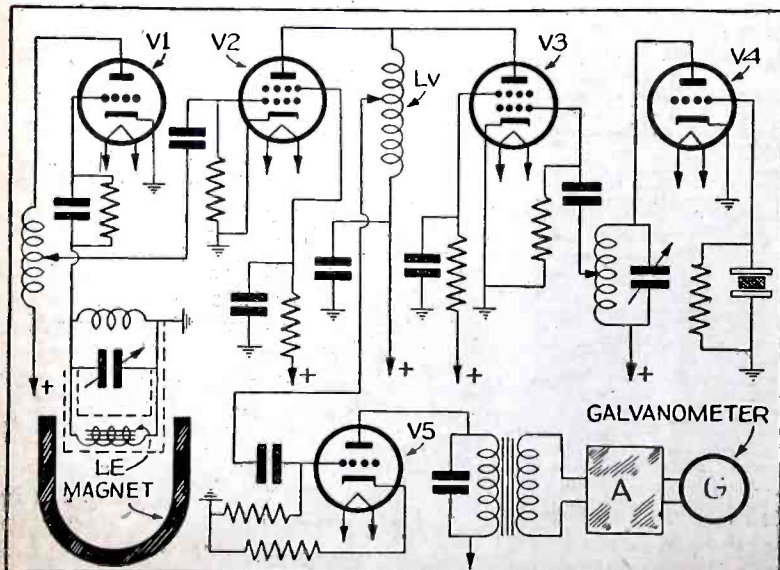 V1
V2
LV
V3
V4
+
+
+
+
+
LE
MAGNET
V5
GALVANOMETER
A
G